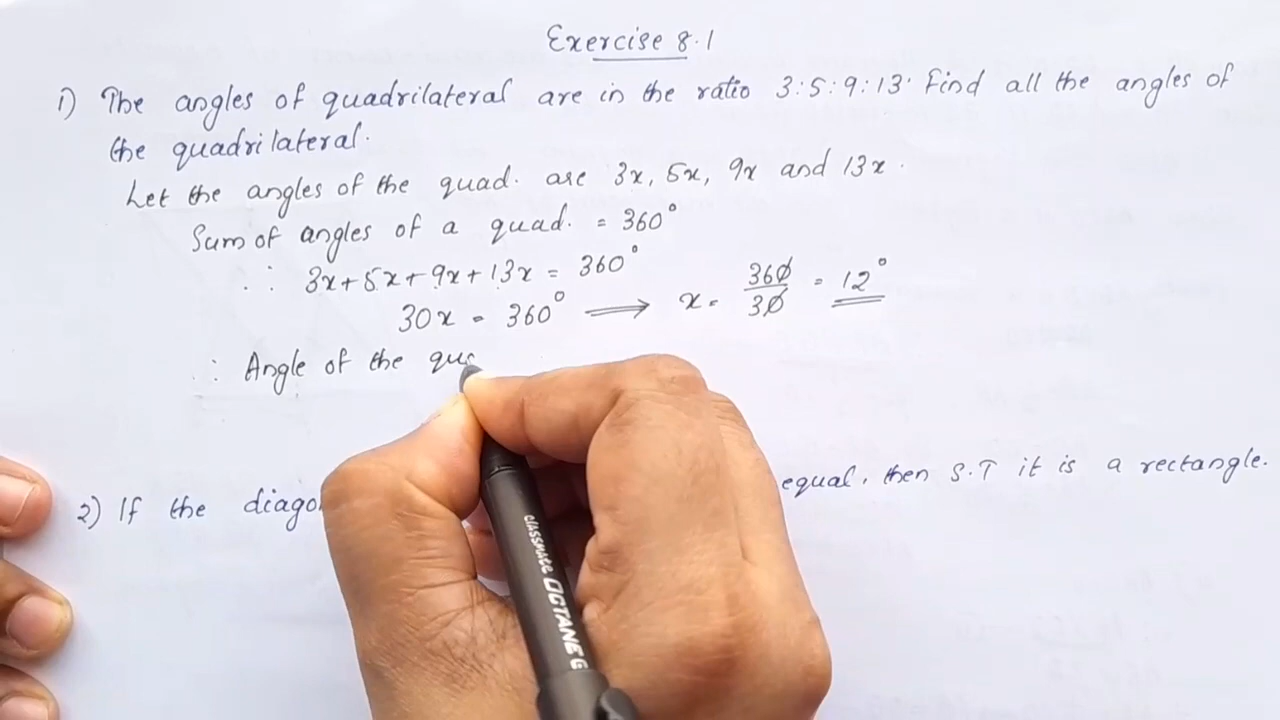 Exercise 8.1
1) The angles of quadrilateral are in the ratio 3:5:9:13. Find all the angles of
the quadrilateral.
Let the angles of the quad. are 3x, 5x, 9x and 13x.
Sum of angles of a quad. = 360°
∴ 3x+5x+9x+13x = 360°
30x = 360° ⟹ x = 360/30 = 12°
∴ Angle of the qua
2) If the diago equal, then S.T it is a rectangle.
classmate OCTANE G